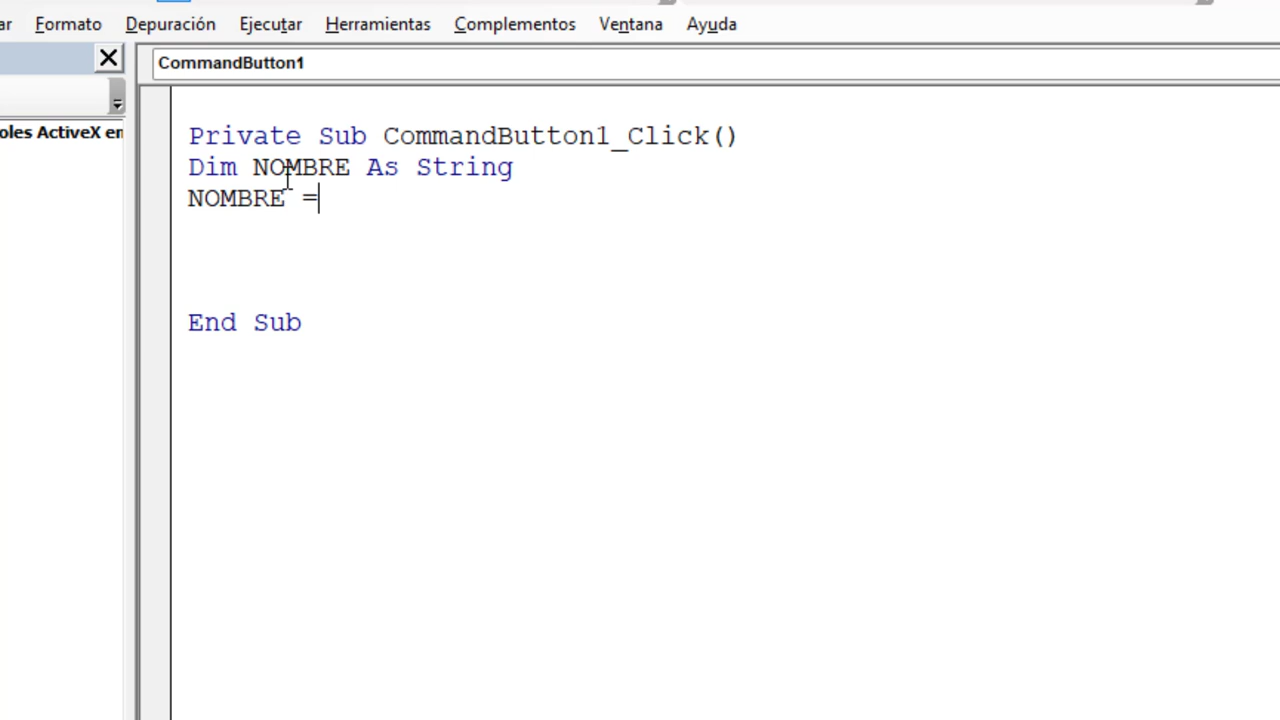 ar Formato Depuración Ejecutar Herramientas Complementos Ventana Ayuda
CommandButton1
oles ActiveX en
Private Sub CommandButton1_Click()
Dim NOMBRE As String
NOMBRE =
End Sub